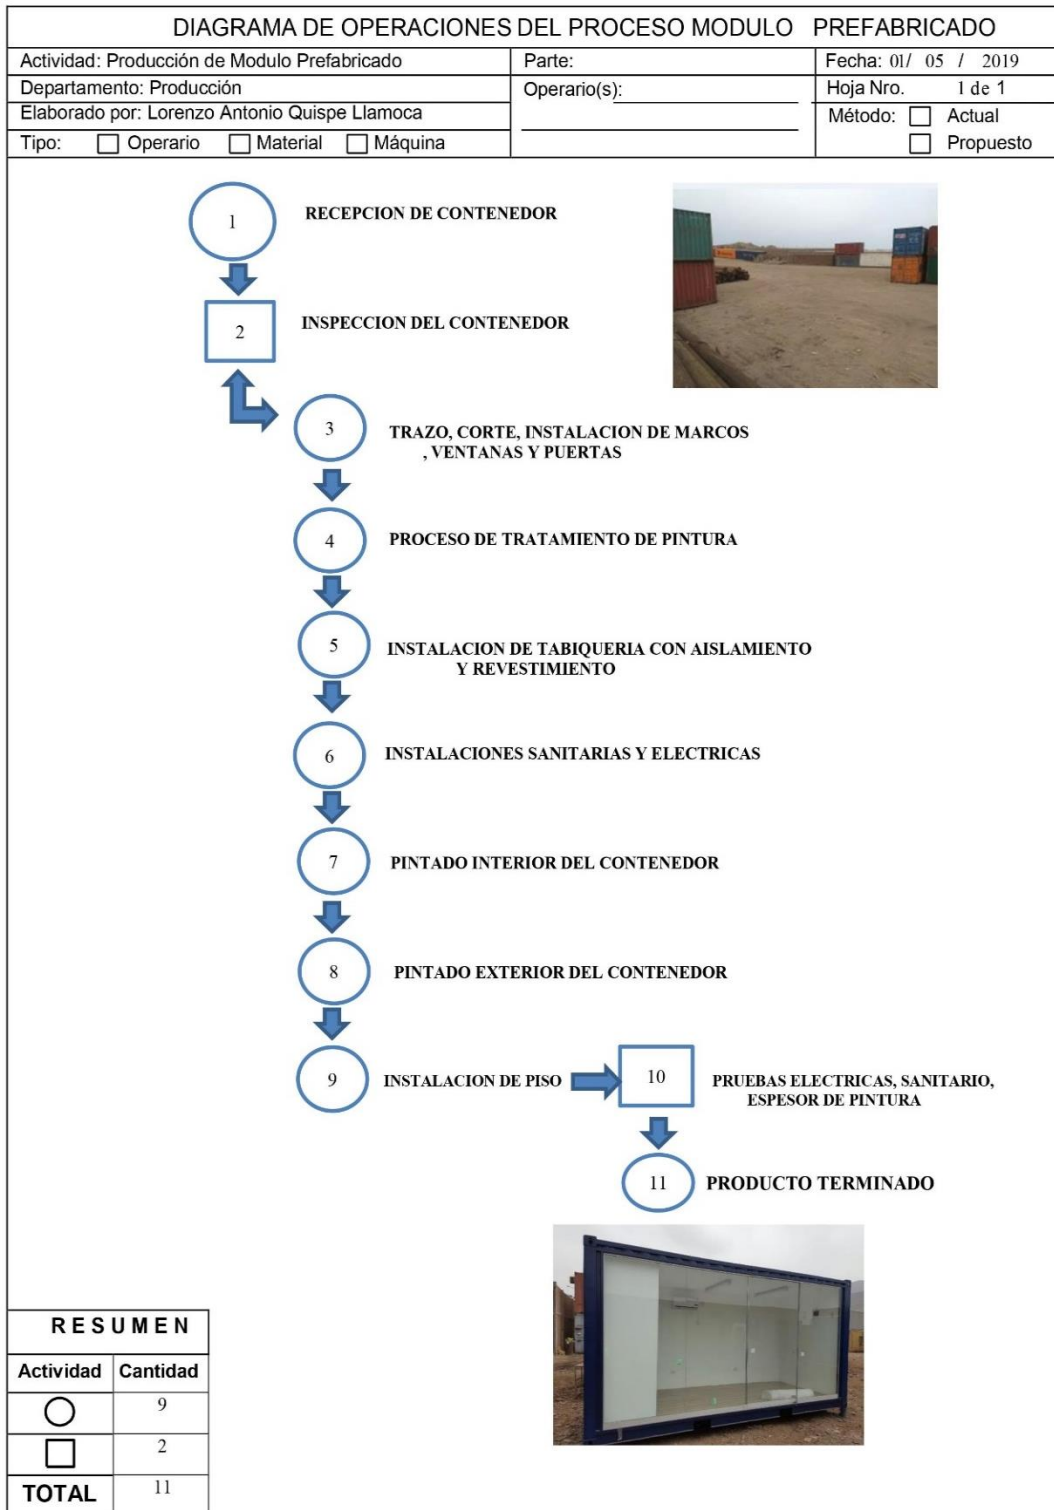 DIAGRAMA DE OPERACIONES DEL PROCESO MODULO PREFABRICADO
Actividad: Producción de Modulo Prefabricado
Parte:
Fecha: 01/ 05 / 2019
Departamento: Producción
Operario(s):
Hoja Nro. 1 de 1
Elaborado por: Lorenzo Antonio Quispe Llamoca
Método: Actual
Tipo: Operario Material Máquina
Propuesto
1
RECEPCION DE CONTENEDOR
2
INSPECCION DEL CONTENEDOR
3
TRAZO, CORTE, INSTALACION DE MARCOS
, VENTANAS Y PUERTAS
4
PROCESO DE TRATAMIENTO DE PINTURA
5
INSTALACION DE TABIQUERIA CON AISLAMIENTO
Y REVESTIMIENTO
6
INSTALACIONES SANITARIAS Y ELECTRICAS
7
PINTADO INTERIOR DEL CONTENEDOR
8
PINTADO EXTERIOR DEL CONTENEDOR
9
INSTALACION DE PISO
10
PRUEBAS ELECTRICAS, SANITARIO,
ESPESOR DE PINTURA
11
PRODUCTO TERMINADO
RESUMEN
Actividad Cantidad
9
2
TOTAL 11